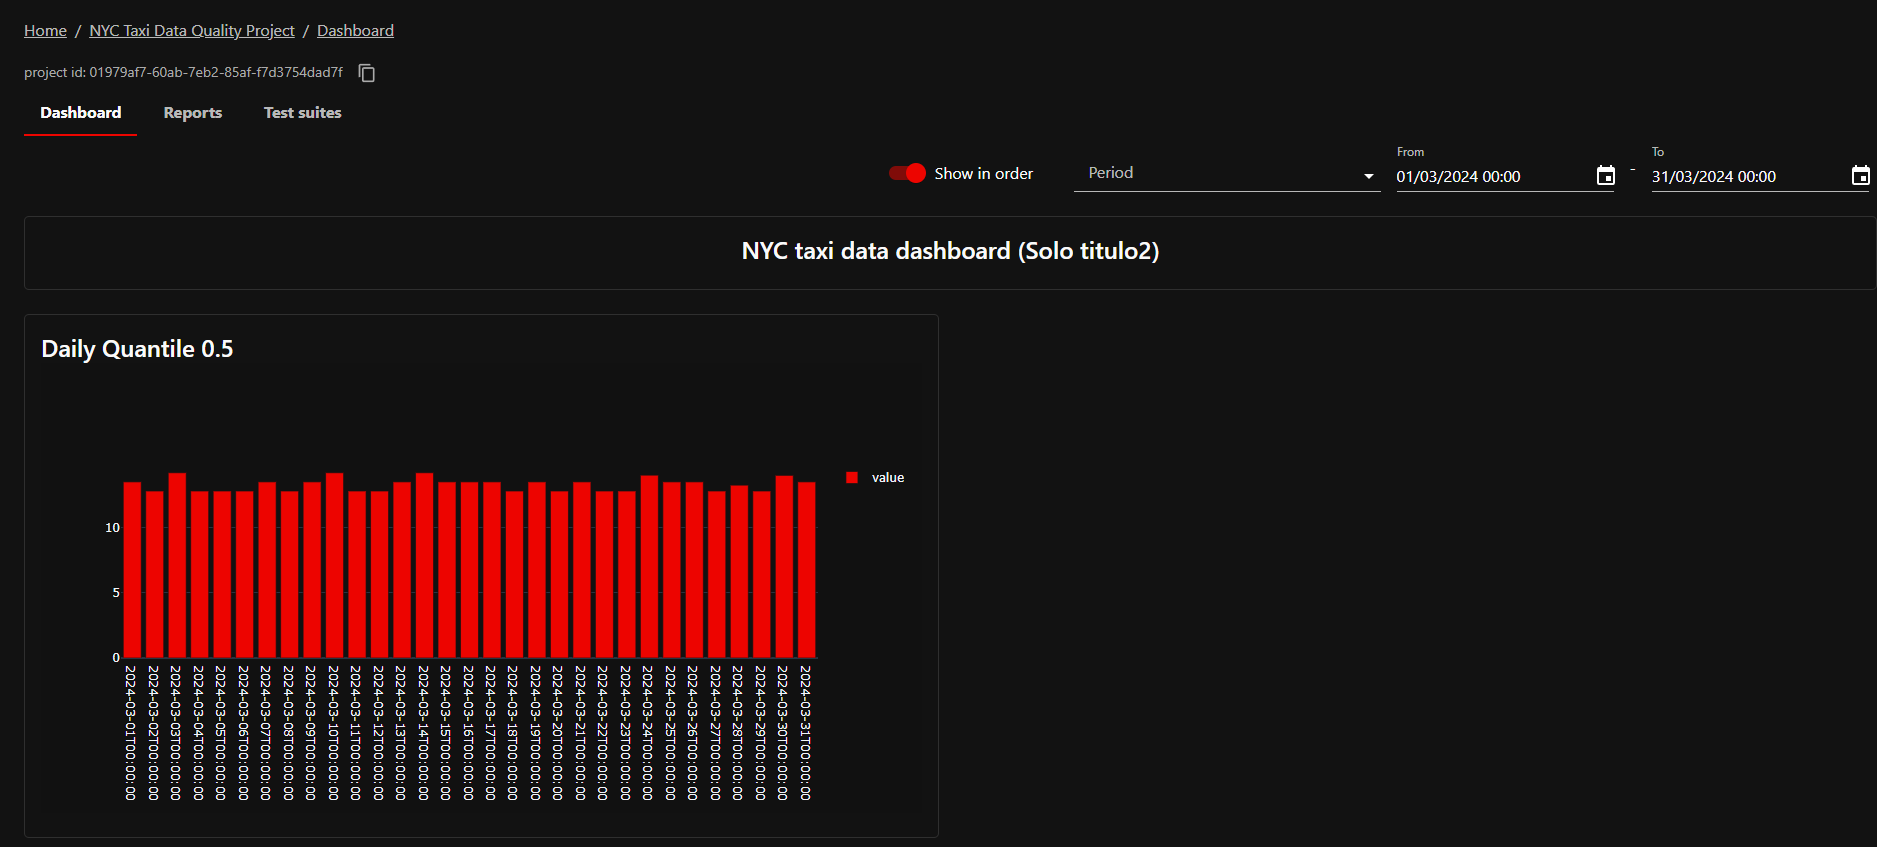 Home / NYC Taxi Data Quality Project / Dashboard
project id: 01979af7-60ab-7eb2-85af-f7d3754dad7f
Dashboard Reports Test suites
Show in order
Period
From
01/03/2024 00:00
-
To
31/03/2024 00:00
NYC taxi data dashboard (Solo titulo2)
Daily Quantile 0.5
value
10
5
0
2024-03-01T00:00:00
2024-03-02T00:00:00
2024-03-03T00:00:00
2024-03-04T00:00:00
2024-03-05T00:00:00
2024-03-06T00:00:00
2024-03-07T00:00:00
2024-03-08T00:00:00
2024-03-09T00:00:00
2024-03-10T00:00:00
2024-03-11T00:00:00
2024-03-12T00:00:00
2024-03-13T00:00:00
2024-03-14T00:00:00
2024-03-15T00:00:00
2024-03-16T00:00:00
2024-03-17T00:00:00
2024-03-18T00:00:00
2024-03-19T00:00:00
2024-03-20T00:00:00
2024-03-21T00:00:00
2024-03-22T00:00:00
2024-03-23T00:00:00
2024-03-24T00:00:00
2024-03-25T00:00:00
2024-03-26T00:00:00
2024-03-27T00:00:00
2024-03-28T00:00:00
2024-03-29T00:00:00
2024-03-30T00:00:00
2024-03-31T00:00:00